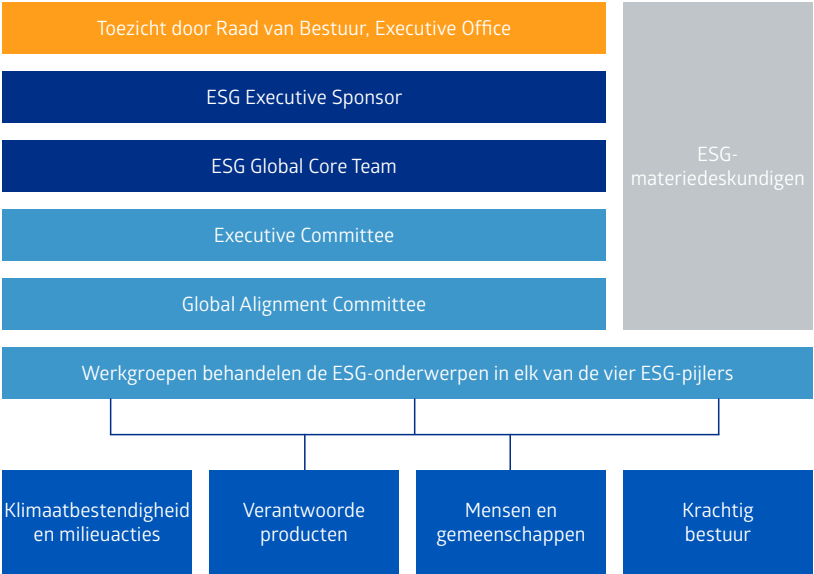 Toezicht door Raad van Bestuur, Executive Office
ESG Executive Sponsor
ESG Global Core Team
Executive Committee
Global Alignment Committee
ESG-
materiedeskundigen
Werkgroepen behandelen de ESG-onderwerpen in elk van de vier ESG-pijlers
Klimaatbestendigheid
en milieuacties
Verantwoorde
producten
Mensen en
gemeenschappen
Krachtig
bestuur